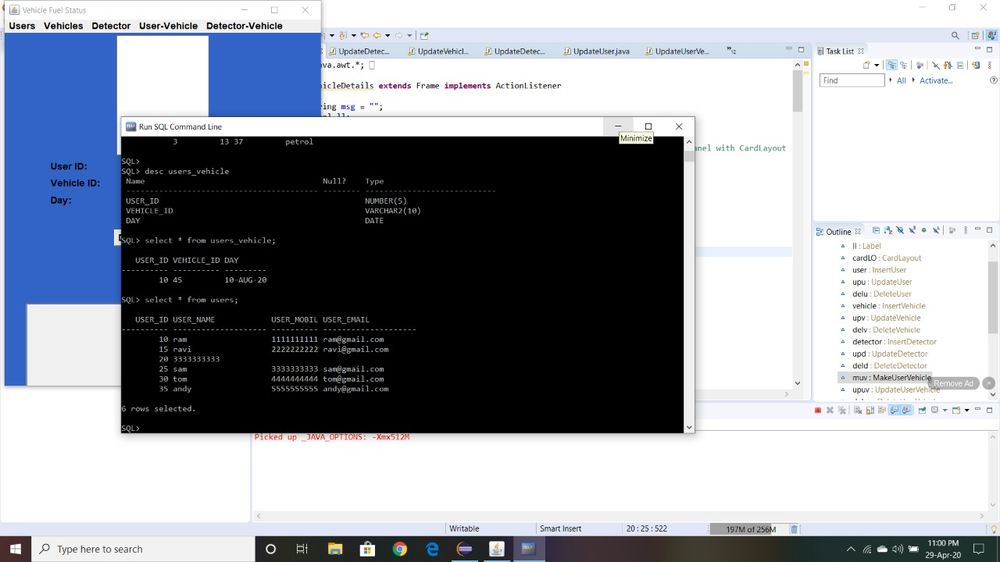 Vehicle Fuel Status
Users Vehicles Detector User-Vehicle Detector-Vehicle
UpdateDetec... UpdateVehicl... UpdateDetec... UpdateUser.java UpdateUserVe... »12
Task List
ava.awt.*;
Find All Activate...
hicleDetails extends Frame implements ActionListener
ring msg = "";
Run SQL Command Line
Minimize
3 13 37 petrol
anel with CardLayout
SQL>
SQL> desc users_vehicle
Name Null? Type
----------------------------------------- -------- ----------------------------
USER_ID NUMBER(5)
VEHICLE_ID VARCHAR2(10)
DAY DATE
SQL> select * from users_vehicle;
USER_ID VEHICLE_ID DAY
---------- ---------- ---------
10 45 10-AUG-20
SQL> select * from users;
USER_ID USER_NAME USER_MOBIL USER_EMAIL
---------- -------------------- ---------- --------------------
10 ram 1111111111 ram@gmail.com
15 ravi 2222222222 ravi@gmail.com
20 3333333333
25 sam 3333333333 sam@gmail.com
30 tom 4444444444 tom@gmail.com
35 andy 5555555555 andy@gmail.com
6 rows selected.
SQL>
User ID:
Vehicle ID:
Day:
Outline
ll : Label
cardLO : CardLayout
user : InsertUser
upu : UpdateUser
delu : DeleteUser
vehicle : InsertVehicle
upv : UpdateVehicle
delv : DeleteVehicle
detector : InsertDetector
upd : UpdateDetector
deld : DeleteDetector
muv : MakeUserVehicle
Remove Ad
upuv : UpdateUserVehicle
Picked up _JAVA_OPTIONS: -Xmx512M
Writable Smart Insert 20 : 25 : 522 197M of 256M
Type here to search
11:00 PM
29-Apr-20